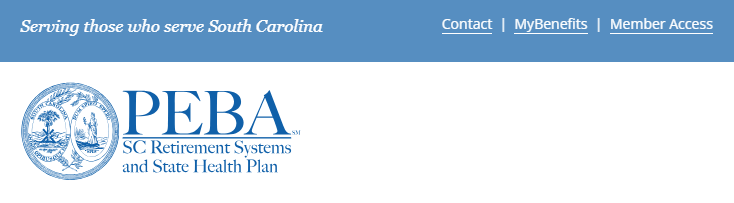 Serving those who serve South Carolina
Contact | MyBenefits | Member Access
PEBA SM
SC Retirement Systems
and State Health Plan